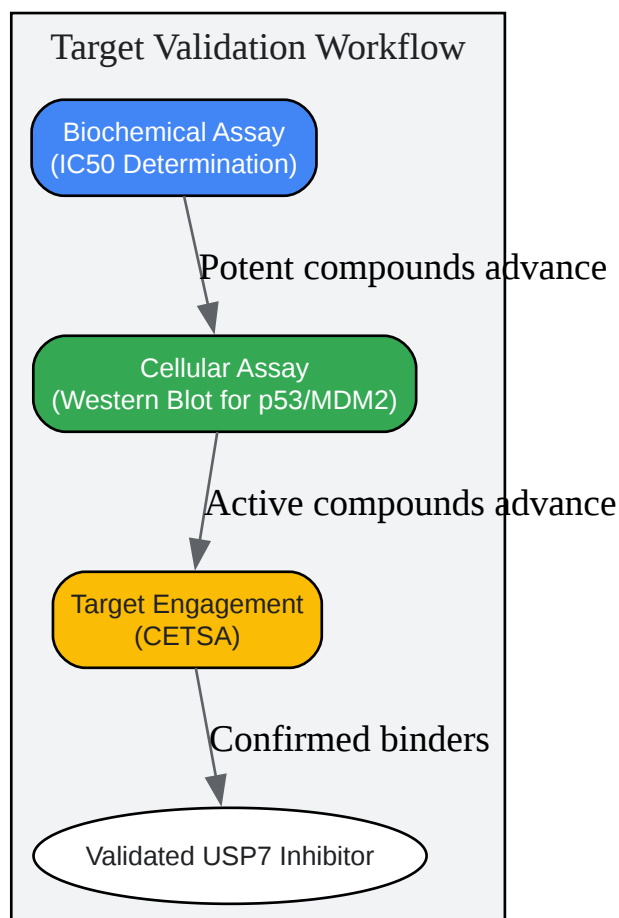 Target Validation Workflow
Biochemical Assay
(IC50 Determination)
Potent compounds advance
Cellular Assay
(Western Blot for p53/MDM2)
Active compounds advance
Target Engagement
(CETSA)
Confirmed binders
Validated USP7 Inhibitor